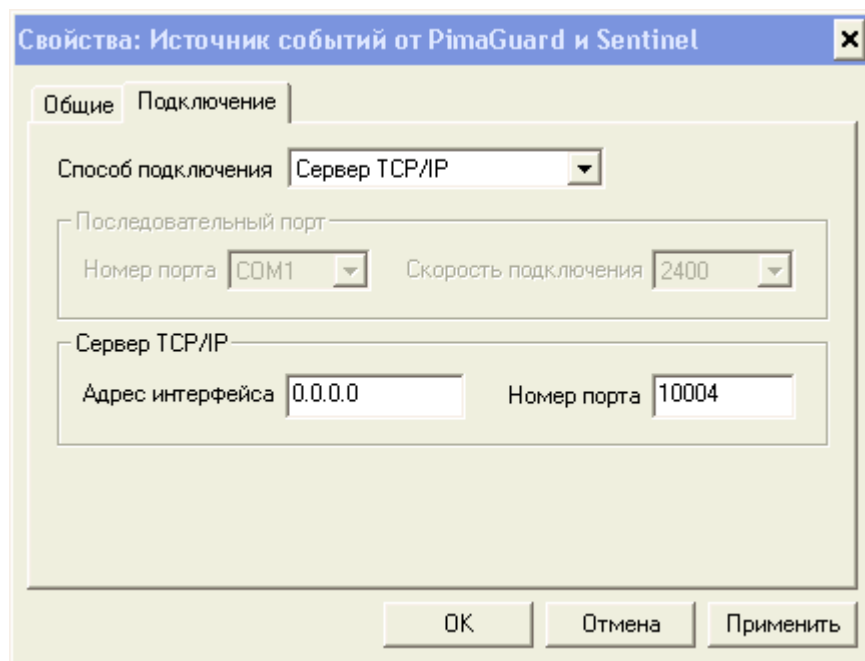 Свойства: Источник событий от PimaGuard и Sentinel
Общие Подключение
Способ подключения Сервер TCP/IP
Последовательный порт
Номер порта COM1 Скорость подключения 2400
Сервер TCP/IP
Адрес интерфейса 0.0.0.0 Номер порта 10004
OK Отмена Применить